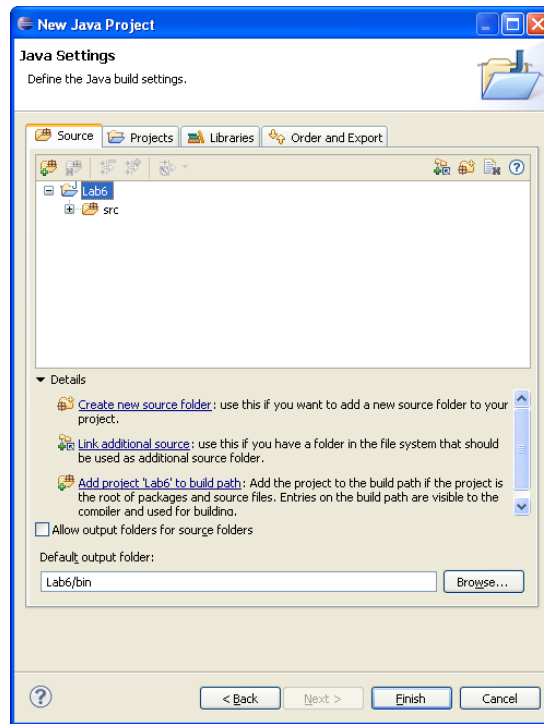 New Java Project
Java Settings
Define the Java build settings.
Source Projects Libraries Order and Export
Lab6
src
Details
Create new source folder: use this if you want to add a new source folder to your
project.
Link additional source: use this if you have a folder in the file system that should
be used as additional source folder.
Add project 'Lab6' to build path: Add the project to the build path if the project is
the root of packages and source files. Entries on the build path are visible to the
compiler and used for building.
Allow output folders for source folders
Default output folder:
Lab6/bin
Browse...
< Back Next > Finish Cancel